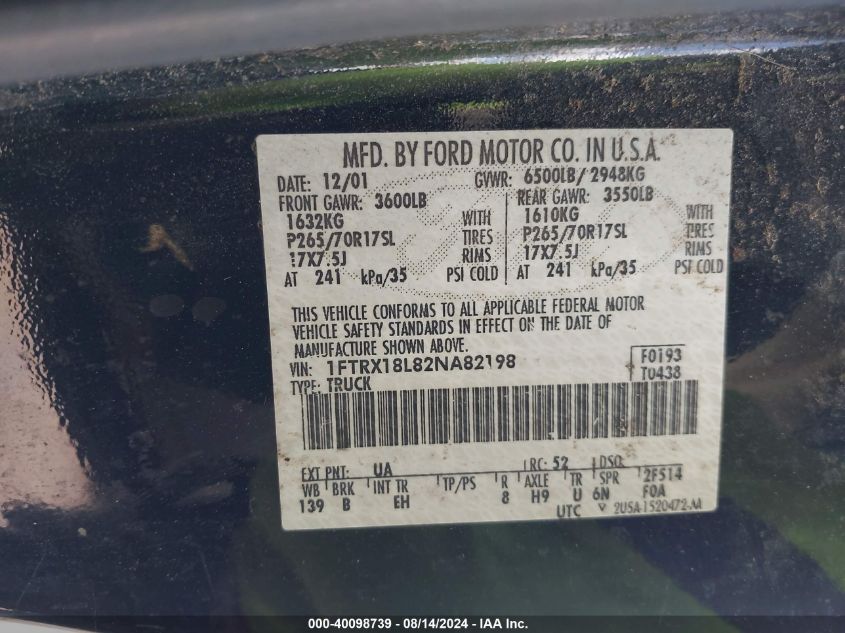 MFD. BY FORD MOTOR CO. IN U.S.A.
DATE: 12/01 GVWR: 6500LB/ 2948KG
FRONT GAWR: 3600LB REAR GAWR: 3550LB
1632KG WITH 1610KG WITH
P265/70R17SL TIRES P265/70R17SL TIRES
17X7.5J RIMS 17X7.5J RIMS
AT 241 kPa/35 PSI COLD AT 241 kPa/35 PSI COLD
THIS VEHICLE CONFORMS TO ALL APPLICABLE FEDERAL MOTOR
VEHICLE SAFETY STANDARDS IN EFFECT ON THE DATE OF
MANUFACTURE SHOWN ABOVE.
VIN: 1FTRX18L82NA82198 F0193
TYPE: TRUCK T0438
EXT PNT: UA RC: 52 DSO:
WB BRK INT TR TP/PS R AXLE TR SPR 2F514
139 B EH 8 H9 U 6N F0A
UTC ▽ 2U5A-1520472-AA
000-40098739 - 08/14/2024 - IAA Inc.